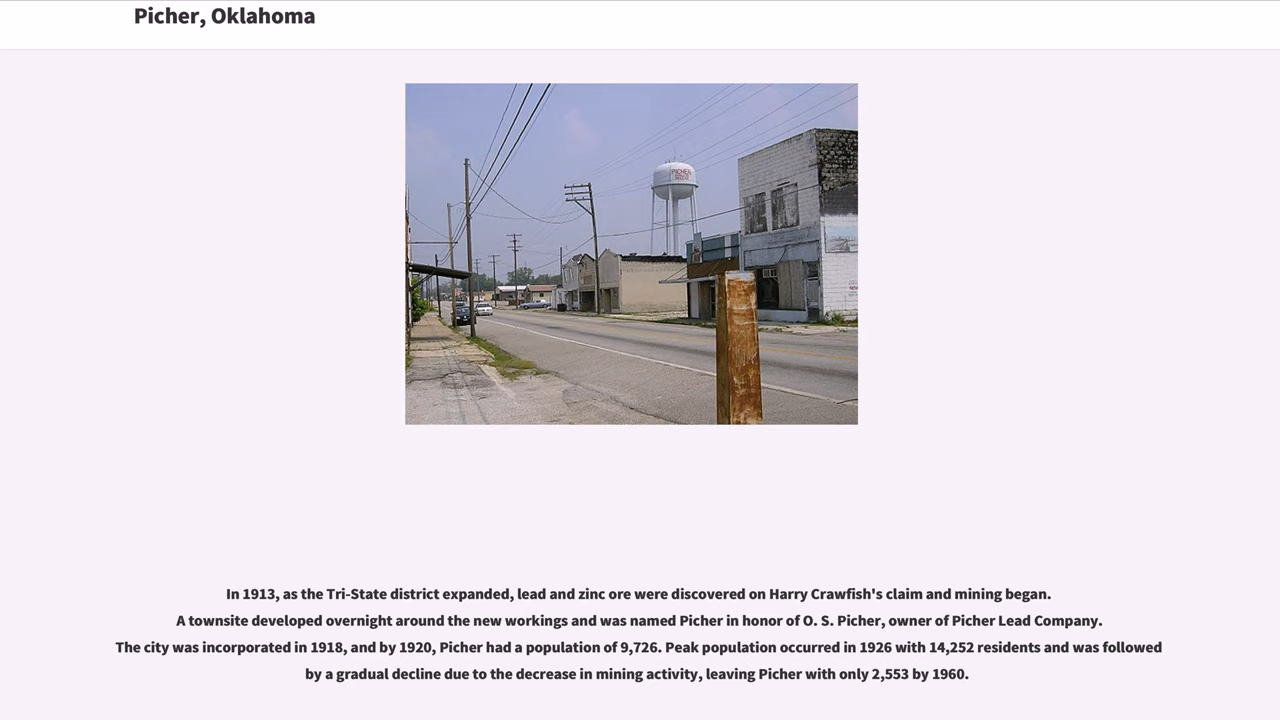 Picher, Oklahoma
PICHER
In 1913, as the Tri-State district expanded, lead and zinc ore were discovered on Harry Crawfish's claim and mining began.
A townsite developed overnight around the new workings and was named Picher in honor of O. S. Picher, owner of Picher Lead Company.
The city was incorporated in 1918, and by 1920, Picher had a population of 9,726. Peak population occurred in 1926 with 14,252 residents and was followed
by a gradual decline due to the decrease in mining activity, leaving Picher with only 2,553 by 1960.